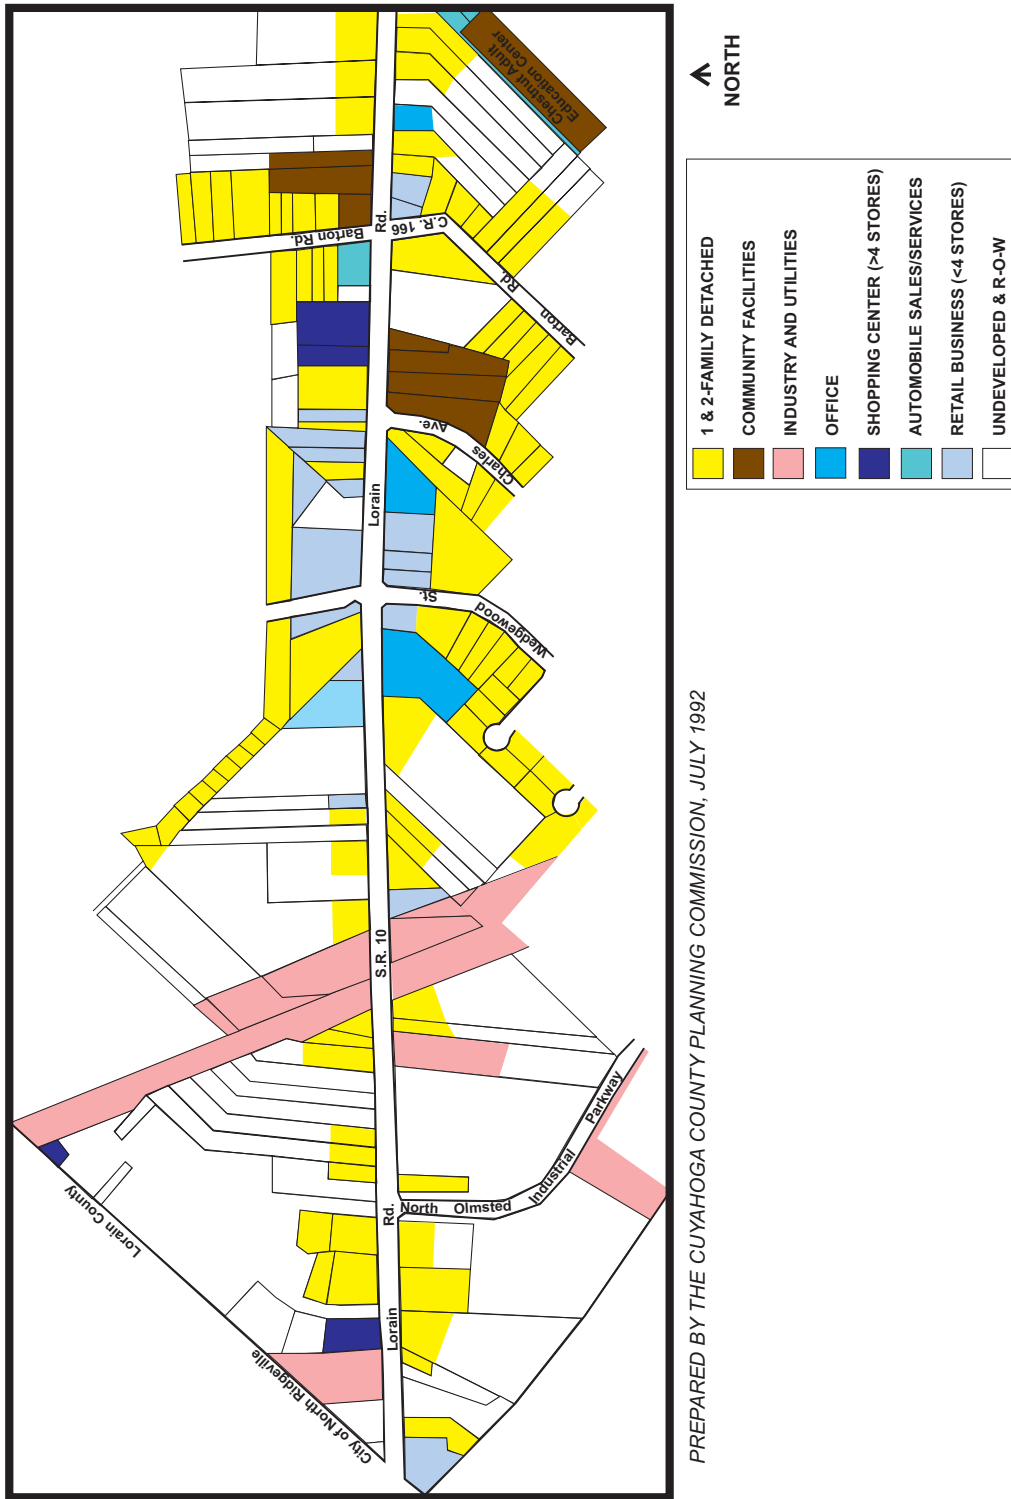 Chestnut Adult
Education Center
NORTH
Barton Rd.
Rd.
C.R. 166
Barton
Rd.
Charles
Ave.
Lorain
Wedgewood
St.
S.R. 10
Lorain County
City of North Ridgeville
Rd.
Lorain
North Olmsted
Industrial
Parkway
1 & 2-FAMILY DETACHED
COMMUNITY FACILITIES
INDUSTRY AND UTILITIES
OFFICE
SHOPPING CENTER (>4 STORES)
AUTOMOBILE SALES/SERVICES
RETAIL BUSINESS (<4 STORES)
UNDEVELOPED & R-O-W
PREPARED BY THE CUYAHOGA COUNTY PLANNING COMMISSION, JULY 1992